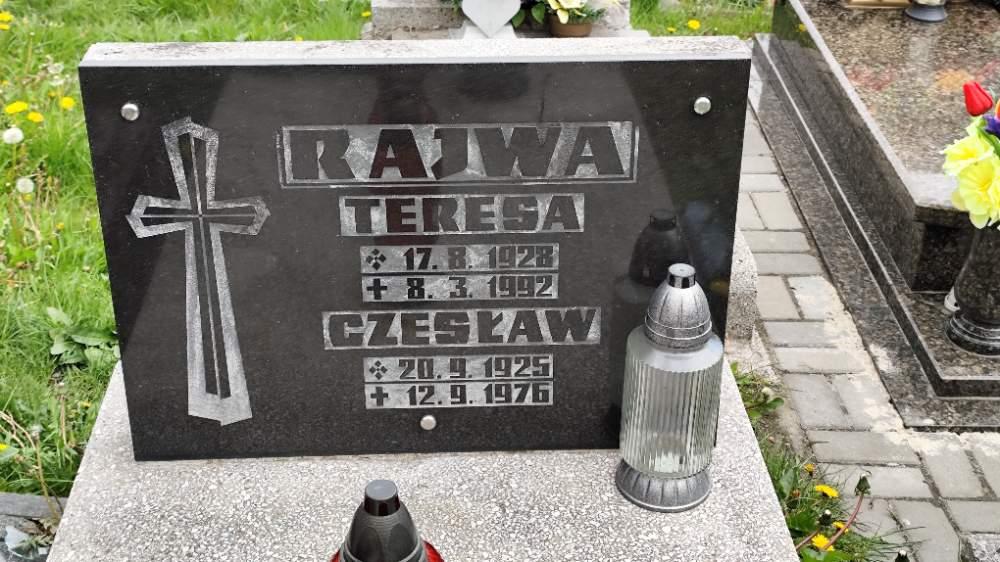 RAJWA
TERESA
17. 8. 1928
+ 8. 3. 1992
CZESŁAW
20. 9. 1925
+ 12. 9. 1976